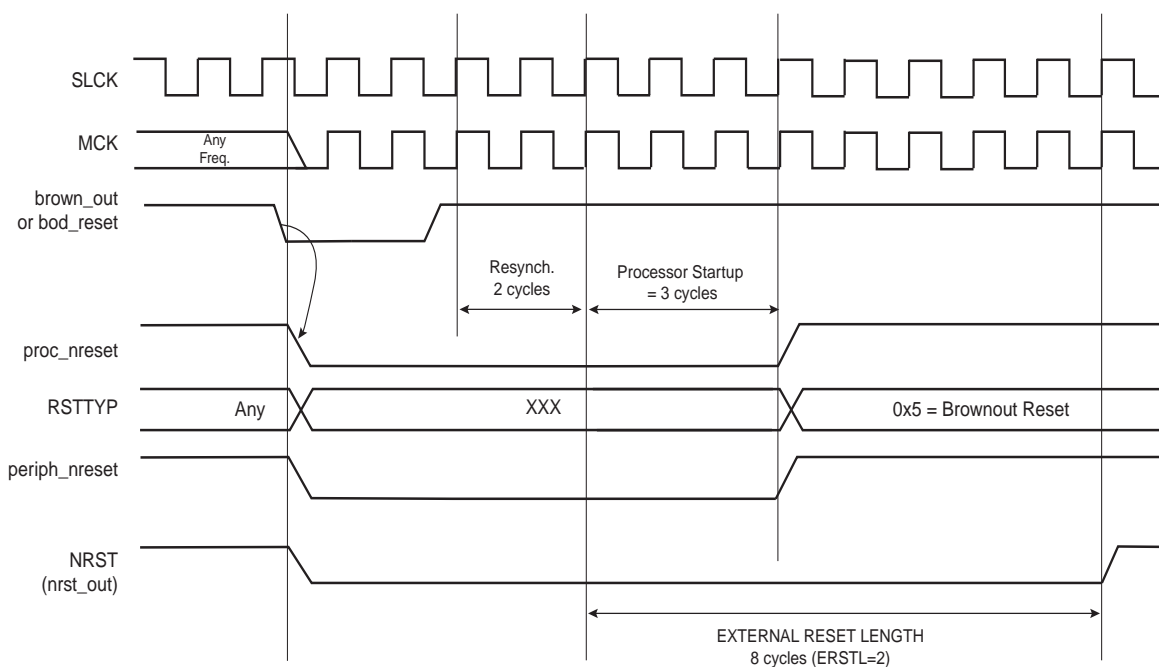 SLCK
MCK
Any
Freq.
brown_out
or bod_reset
Resynch.
2 cycles
Processor Startup
= 3 cycles
proc_nreset
RSTTYP
Any
XXX
0x5 = Brownout Reset
periph_nreset
NRST
(nrst_out)
EXTERNAL RESET LENGTH
8 cycles (ERSTL=2)